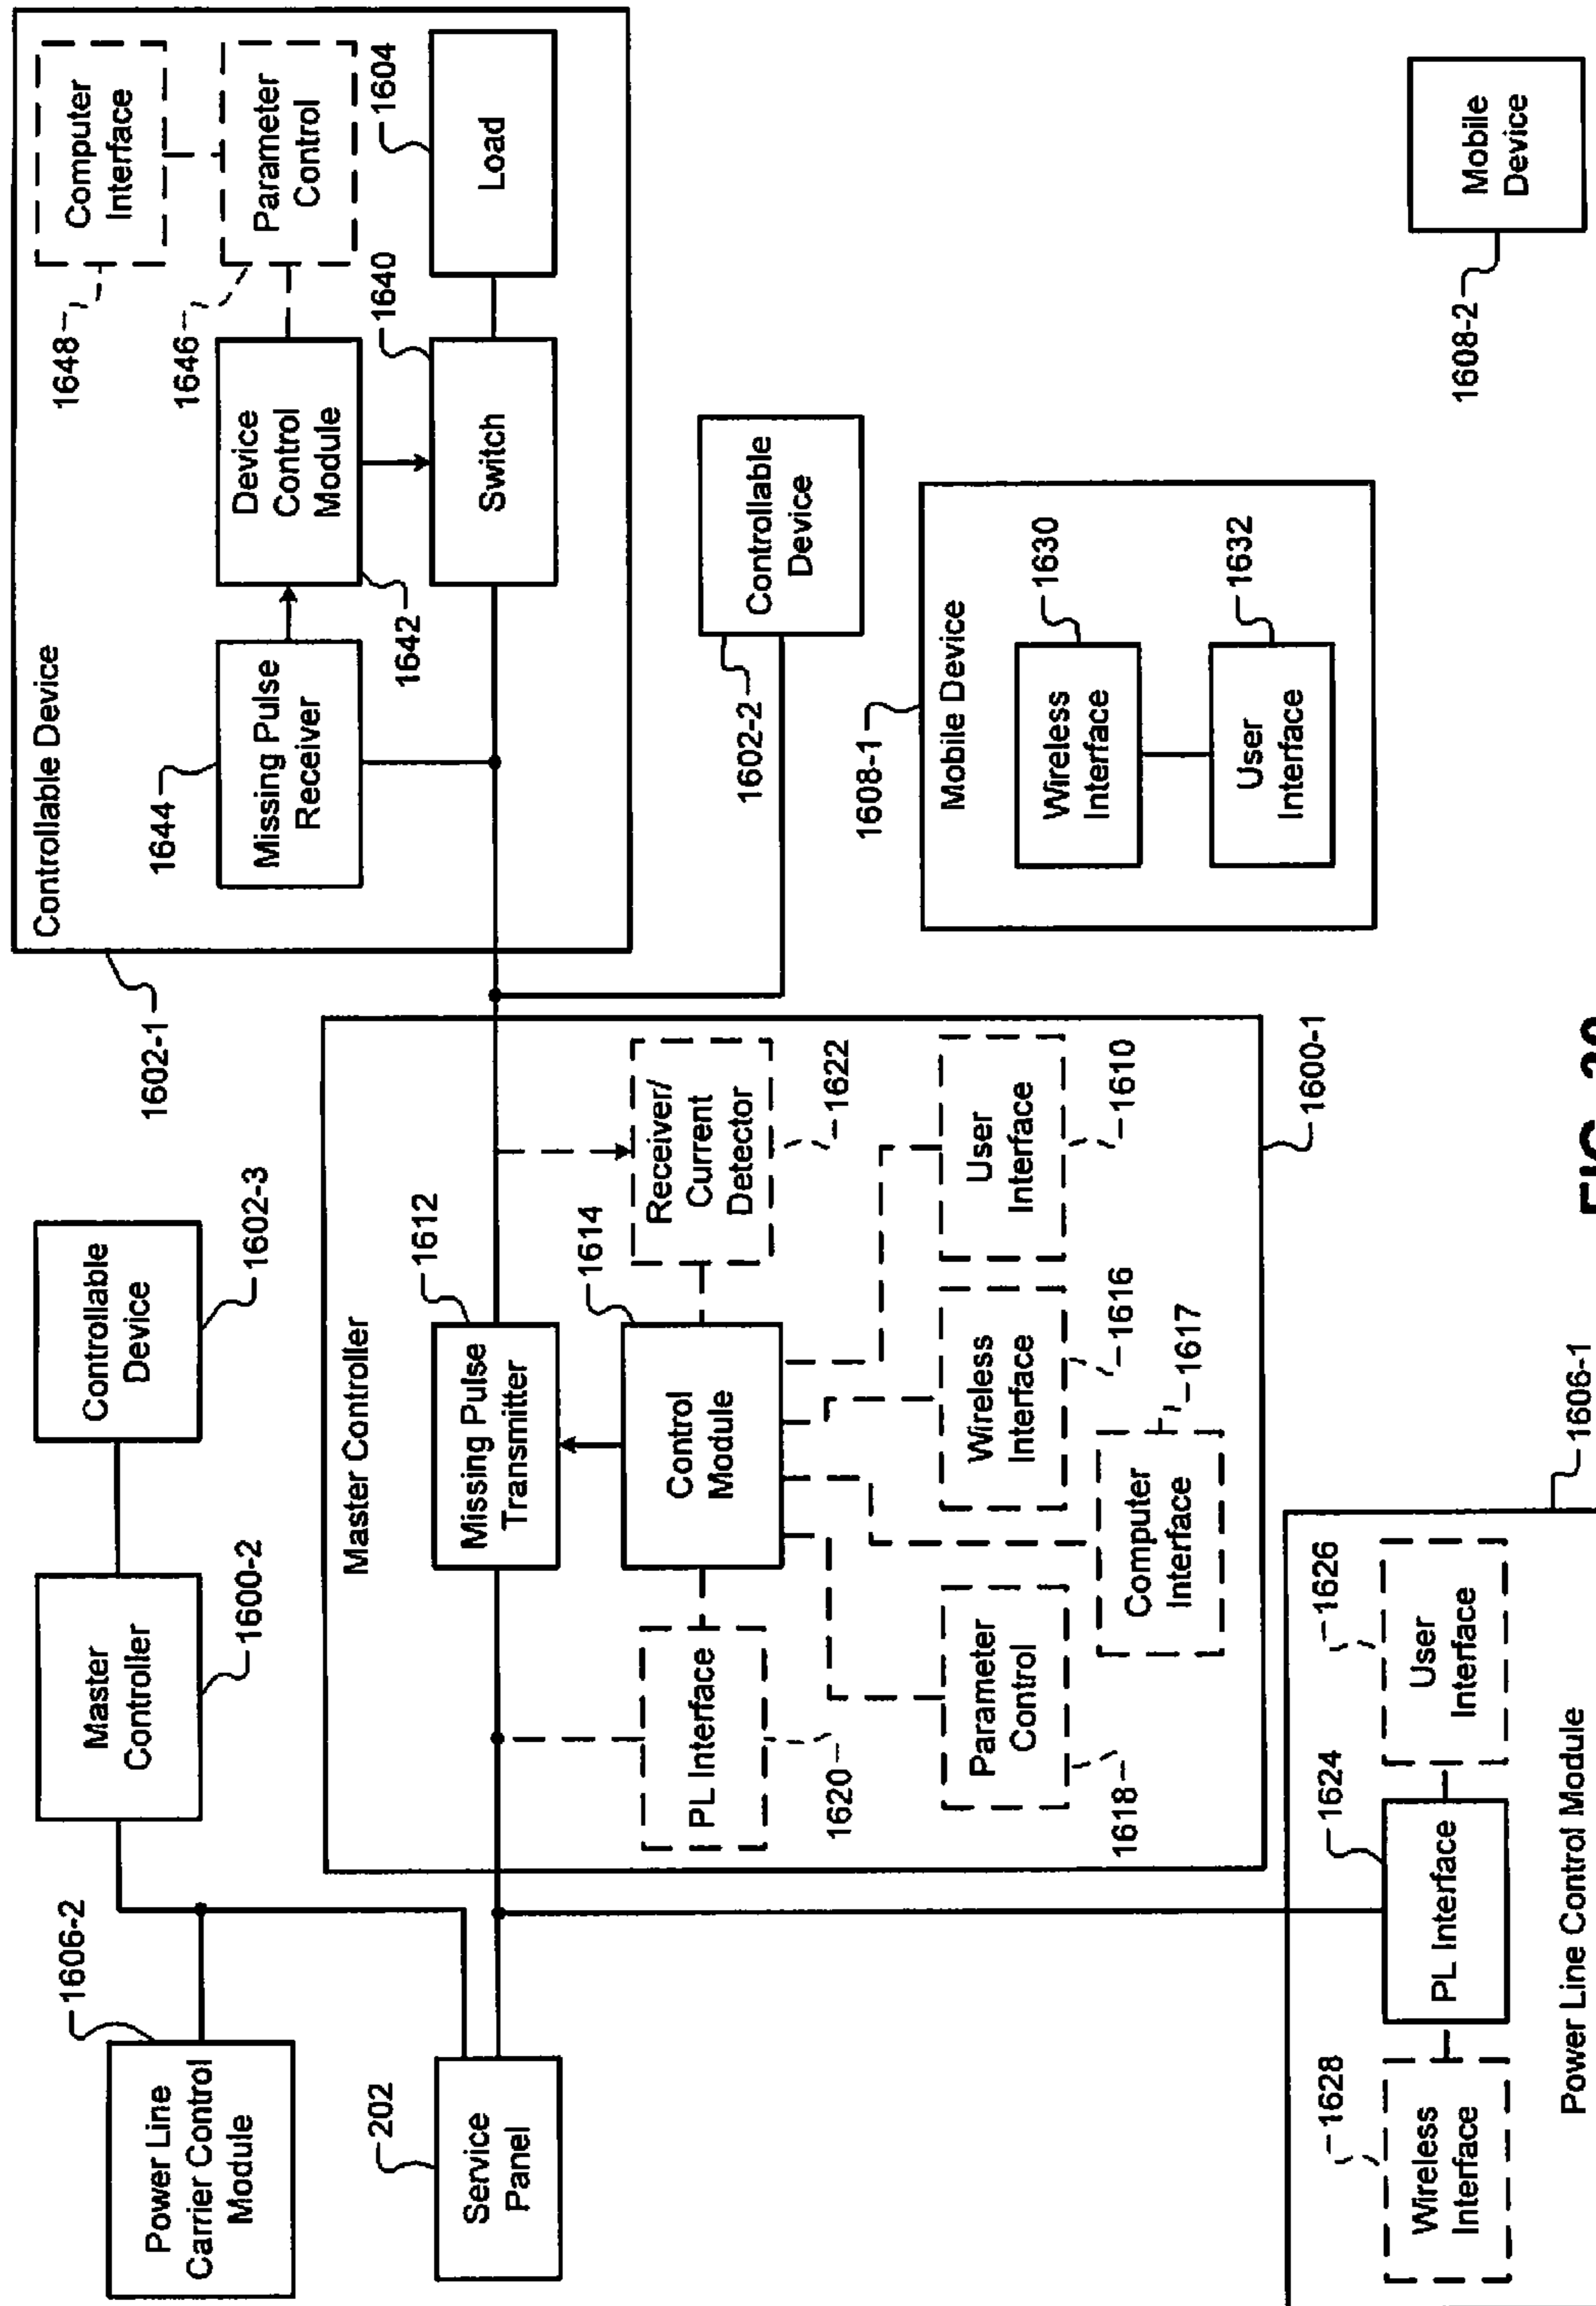 Power Line
Carrier Control
Module
1606-2
Master
Controller
1600-2
Controllable
Device
1602-3
Service
Panel
202
Controllable Device
1602-1
1644
Missing Pulse
Receiver
Device
Control
Module
1642
1648
Computer
Interface
1646
Parameter
Control
1640
Switch
1604
Load
Master Controller
1612
Missing Pulse
Transmitter
1614
Control
Module
Receiver/
Current
Detector
1622
PL Interface
1620
Parameter
Control
1618
Computer
Interface
1617
Wireless
Interface
1616
User
Interface
1610
1600-1
Controllable
Device
1602-2
1608-1
Mobile Device
Wireless
Interface
1630
User
Interface
1632
Mobile
Device
1608-2
1606-1
1628
Wireless
Interface
1624
PL Interface
1626
User
Interface
Power Line Control Module
FIG.